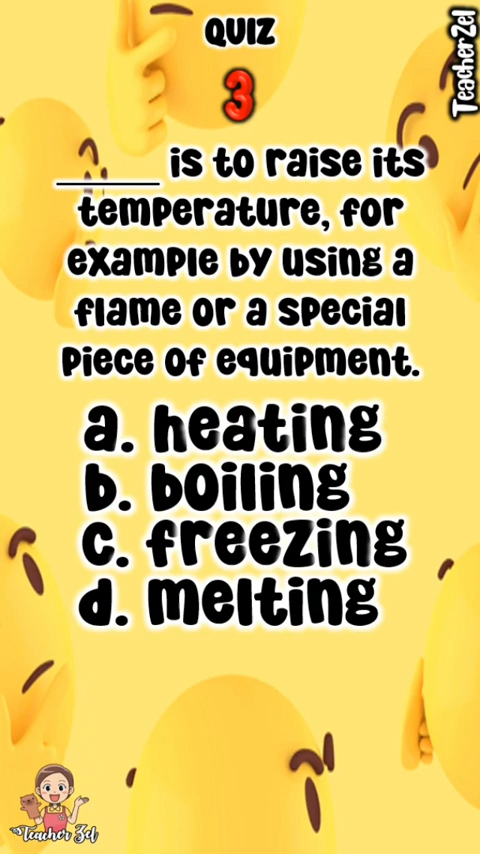 QUIZ
3
_____ is to raise its
temperature, for
example by using a
flame or a special
piece of equipment.
a. heating
b. boiling
c. freezing
d. melting
TeacherZel
Teacher Zel